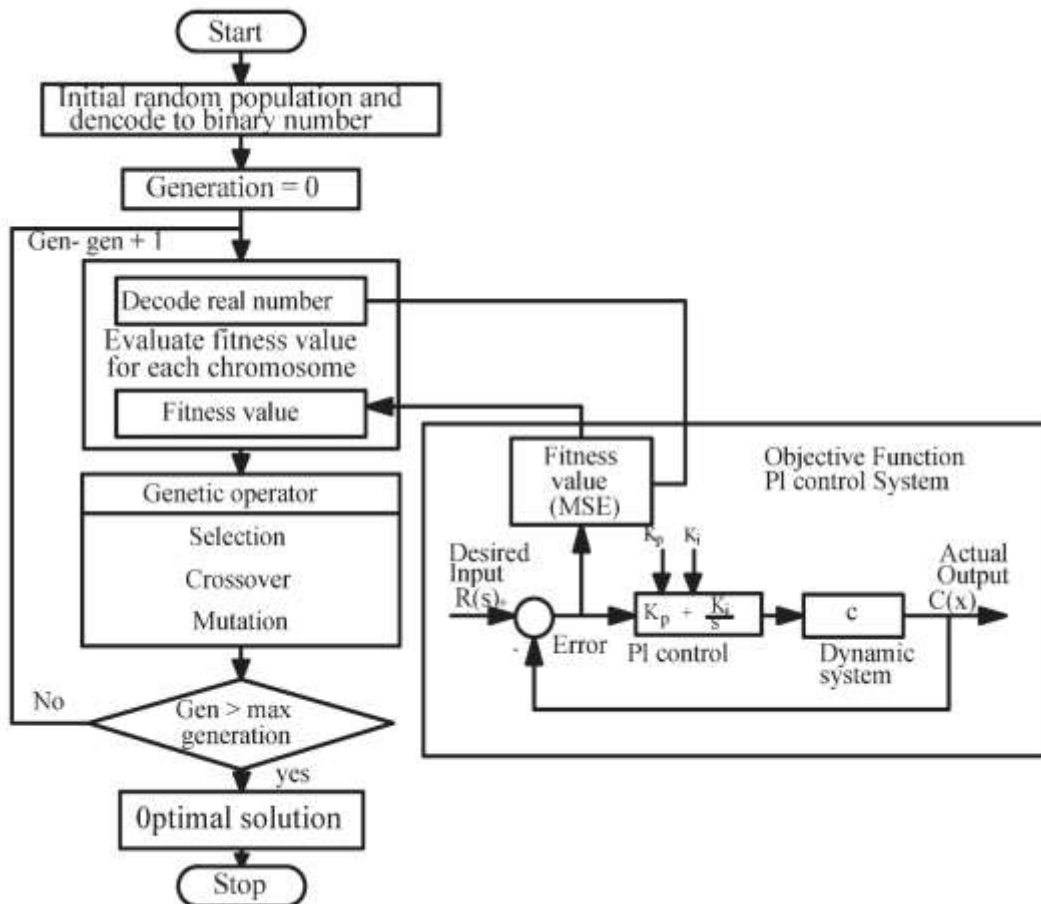 Start
Initial random population and
dencode to binary number
Generation = 0
Gen- gen + 1
Decode real number
Evaluate fitness value
for each chromosome
Fitness value
Genetic operator
Selection
Crossover
Mutation
No
Gen > max
generation
yes
0ptimal solution
Stop
Fitness
value
(MSE)
Objective Function
PI control System
Kp
Ki
Desired
Input
R(s)
+
-
Error
Kp + Ki/s
PI control
c
Dynamic
system
Actual
Output
C(x)